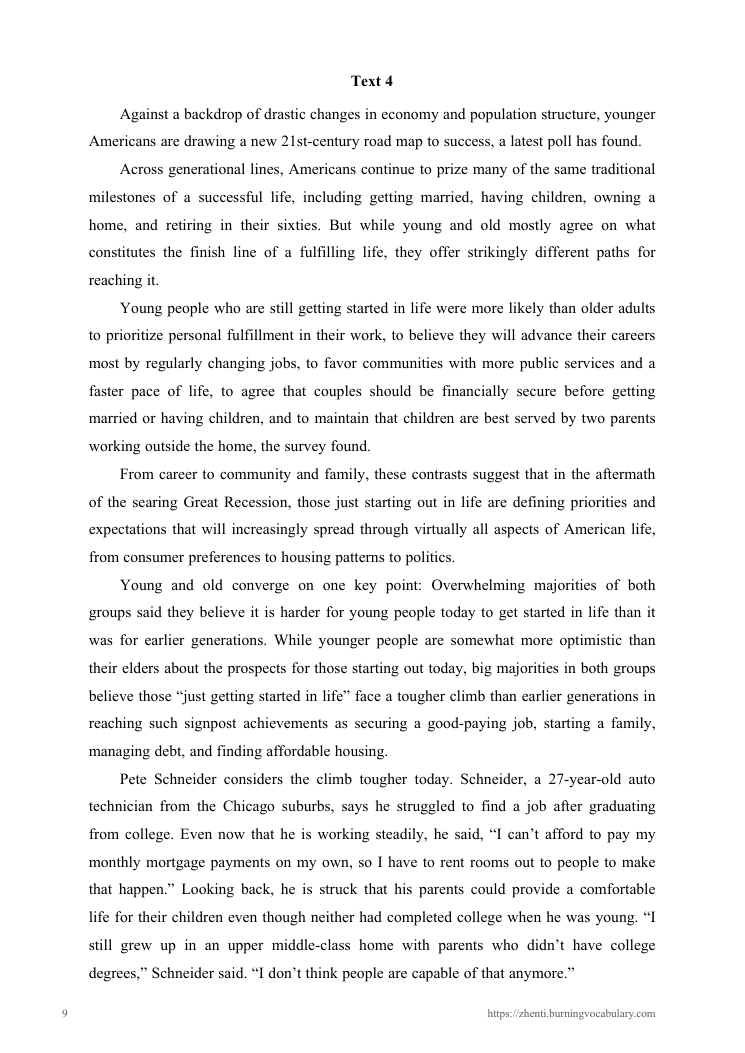 Text 4
Against a backdrop of drastic changes in economy and population structure, younger
Americans are drawing a new 21st-century road map to success, a latest poll has found.
Across generational lines, Americans continue to prize many of the same traditional
milestones of a successful life, including getting married, having children, owning a
home, and retiring in their sixties. But while young and old mostly agree on what
constitutes the finish line of a fulfilling life, they offer strikingly different paths for
reaching it.
Young people who are still getting started in life were more likely than older adults
to prioritize personal fulfillment in their work, to believe they will advance their careers
most by regularly changing jobs, to favor communities with more public services and a
faster pace of life, to agree that couples should be financially secure before getting
married or having children, and to maintain that children are best served by two parents
working outside the home, the survey found.
From career to community and family, these contrasts suggest that in the aftermath
of the searing Great Recession, those just starting out in life are defining priorities and
expectations that will increasingly spread through virtually all aspects of American life,
from consumer preferences to housing patterns to politics.
Young and old converge on one key point: Overwhelming majorities of both
groups said they believe it is harder for young people today to get started in life than it
was for earlier generations. While younger people are somewhat more optimistic than
their elders about the prospects for those starting out today, big majorities in both groups
believe those “just getting started in life” face a tougher climb than earlier generations in
reaching such signpost achievements as securing a good-paying job, starting a family,
managing debt, and finding affordable housing.
Pete Schneider considers the climb tougher today. Schneider, a 27-year-old auto
technician from the Chicago suburbs, says he struggled to find a job after graduating
from college. Even now that he is working steadily, he said, “I can’t afford to pay my
monthly mortgage payments on my own, so I have to rent rooms out to people to make
that happen.” Looking back, he is struck that his parents could provide a comfortable
life for their children even though neither had completed college when he was young. “I
still grew up in an upper middle-class home with parents who didn’t have college
degrees,” Schneider said. “I don’t think people are capable of that anymore.”
9 https://zhenti.burningvocabulary.com